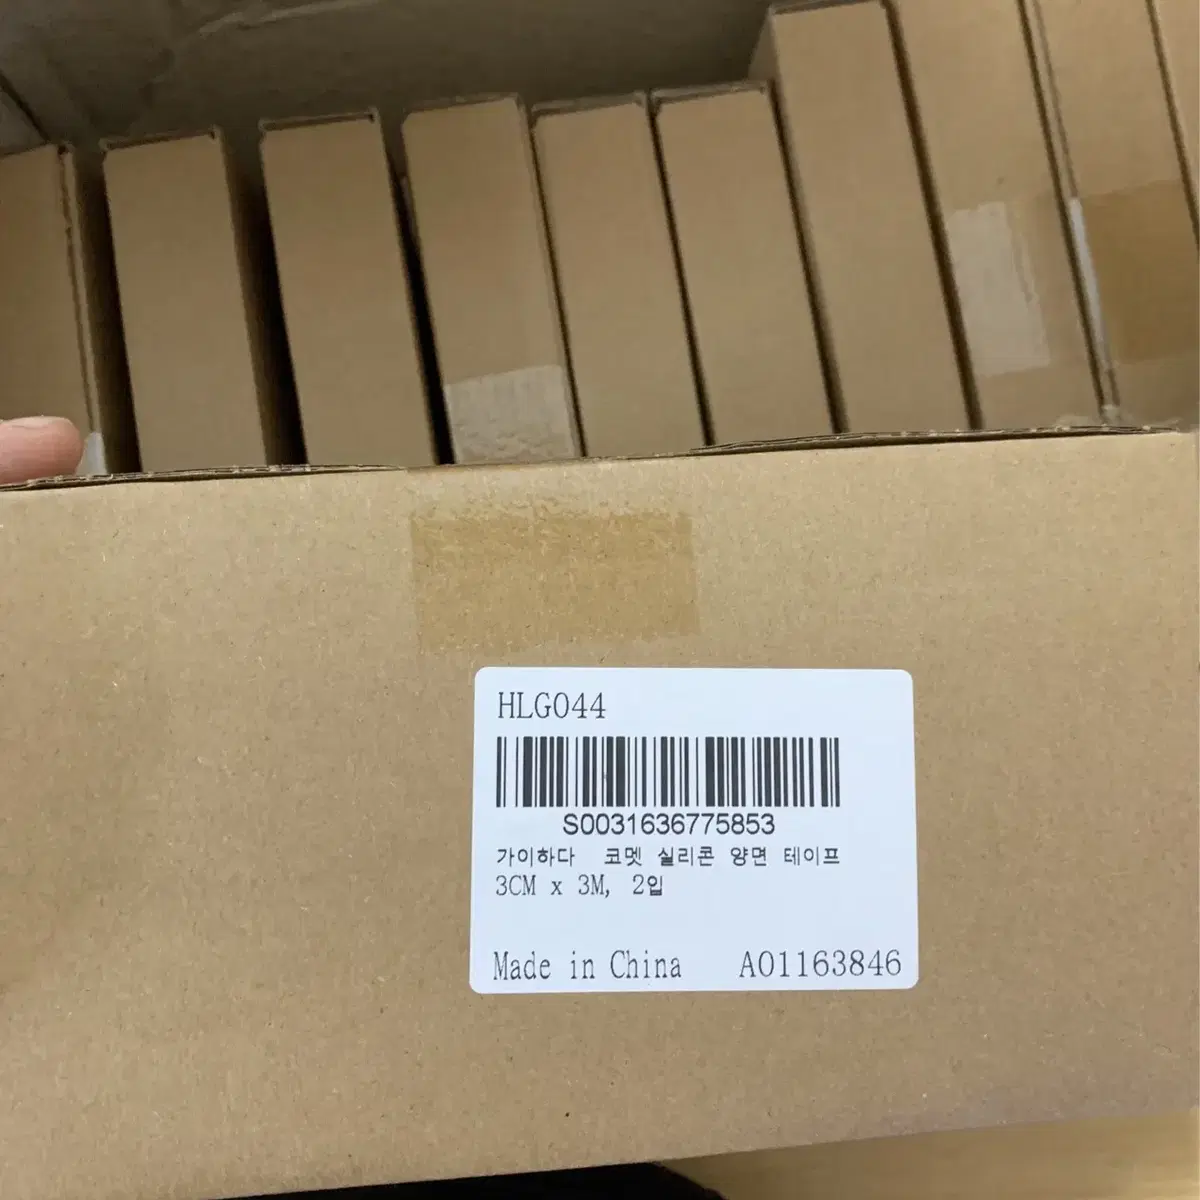 HLG044
S0031636775853
가이하다 코멧 실리콘 양면 테이프
3CM x 3M, 2입
Made in China A01163846